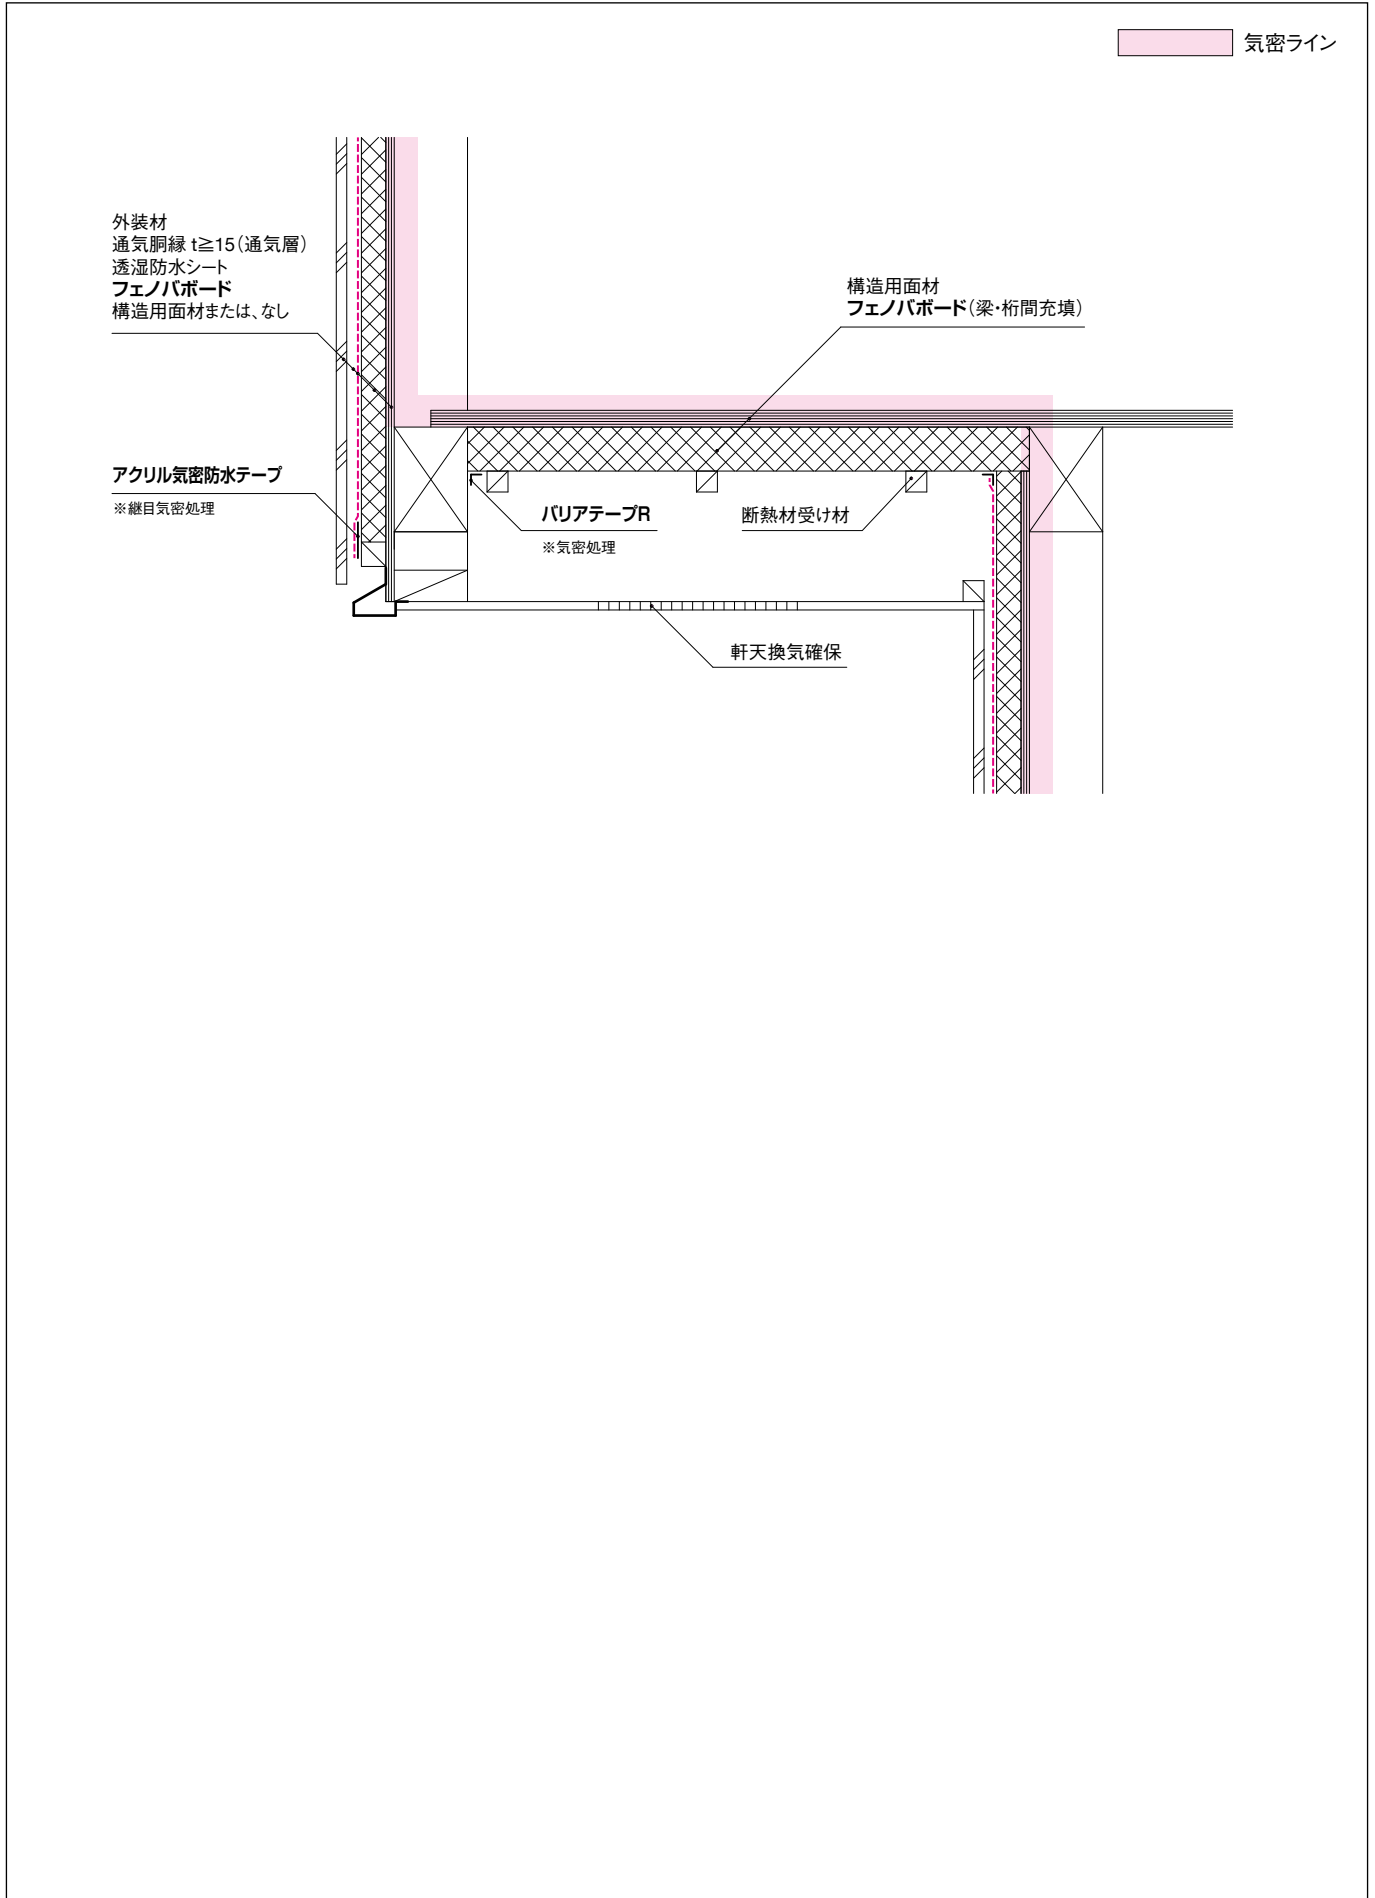 気密ライン
外装材
通気胴縁 t≧15(通気層)
透湿防水シート
フェノバボード
構造用面材または、なし
構造用面材
フェノバボード(梁・桁間充填)
アクリル気密防水テープ
※継目気密処理
バリアテープR
※気密処理
断熱材受け材
軒天換気確保